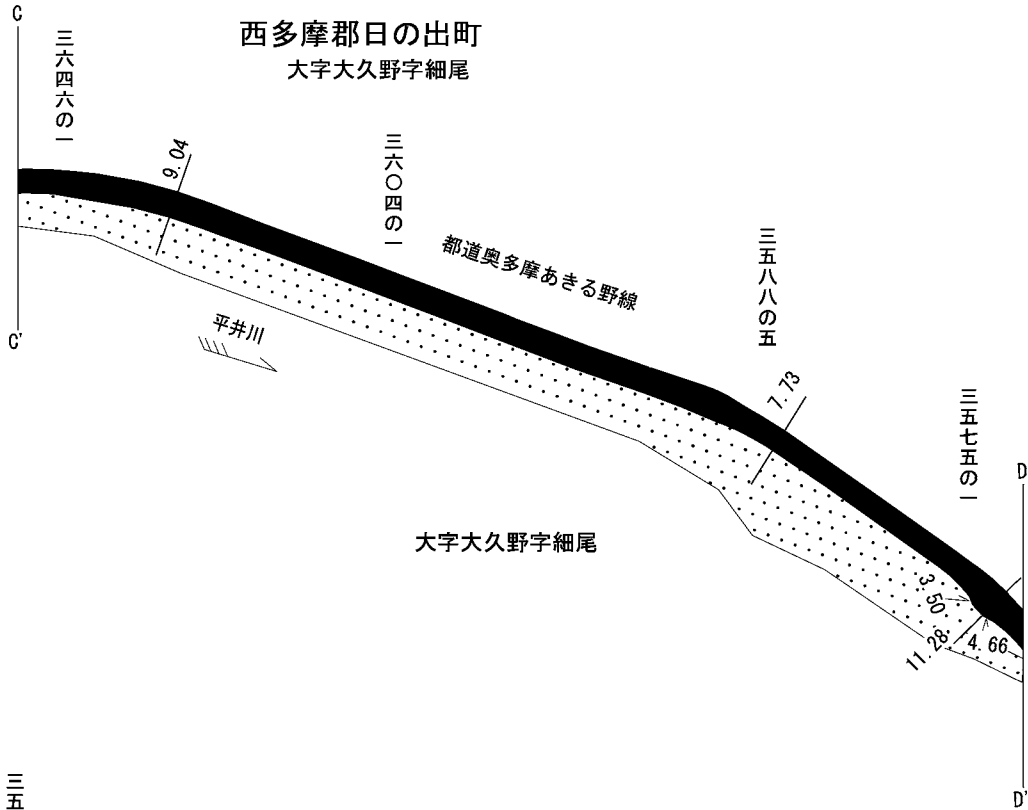 C
三六四六の一
西多摩郡日の出町
大字大久野字細尾
9.04
三六〇四の一
都道奥多摩あきる野線
三五八八の五
平井川
C'
7.73
三五七五の一
D
大字大久野字細尾
3.50
11.28
4.66
三五
D'